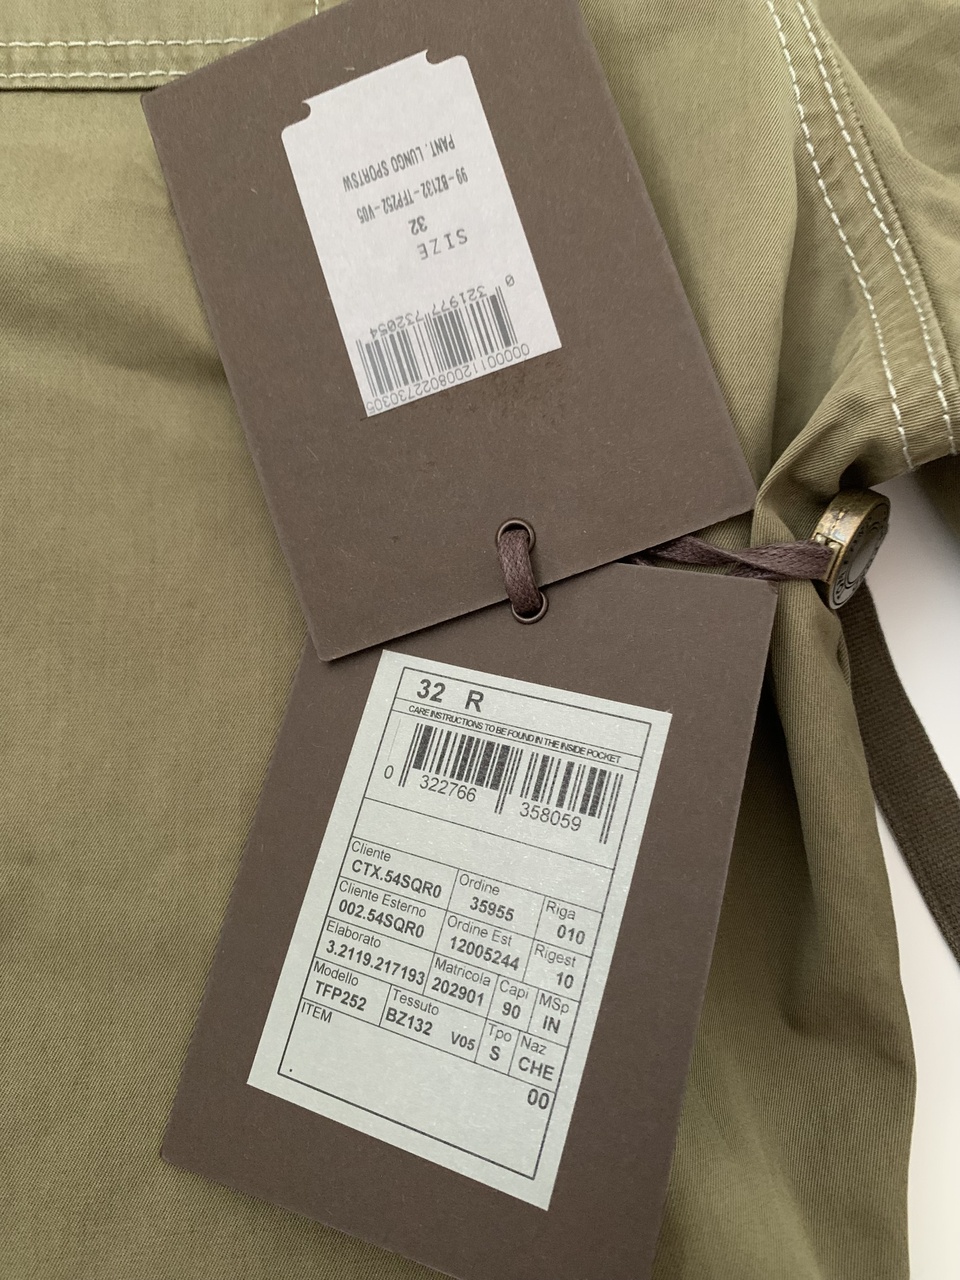 PANT. LUNGO SPORTSW
99-BZ132-TFP252-V05
32
SIZE
0 321977 732054
00000112008022730305
32 R
CARE INSTRUCTIONS TO BE FOUND IN THE INSIDE POCKET
0 322766 358059
Cliente Ordine Riga
CTX.54SQR0 35955 010
Cliente Esterno Ordine Est Rigest
002.54SQR0 12005244 10
Elaborato Matricola Capi MSp
3.2119.217193 202901 90 IN
Modello Tessuto Tpo Naz
TFP252 BZ132 V05 S CHE
ITEM
. 00